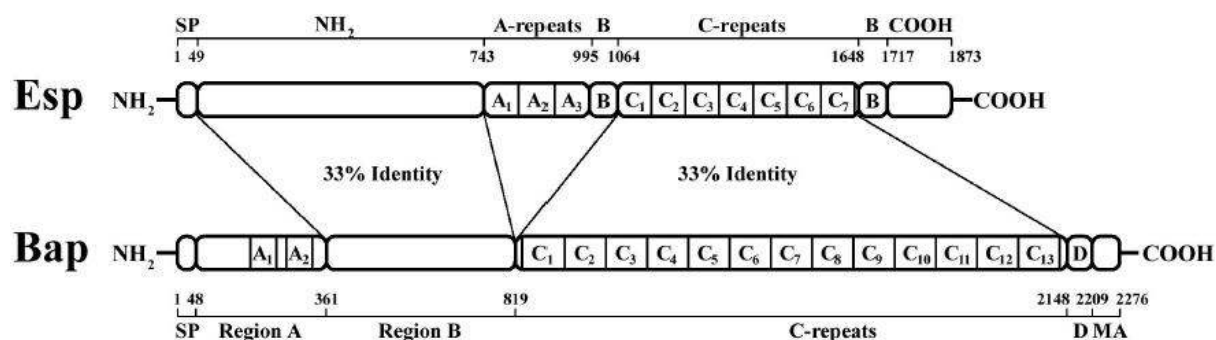 SP NH₂ A-repeats B C-repeats B COOH
1 49 743 995 1064 1648 1717 1873
Esp NH₂ A₁ A₂ A₃ B C₁ C₂ C₃ C₄ C₅ C₆ C₇ B COOH
33% Identity 33% Identity
Bap NH₂ A₁ A₂ C₁ C₂ C₃ C₄ C₅ C₆ C₇ C₈ C₉ C₁₀ C₁₁ C₁₂ C₁₃ D COOH
1 48 361 819 2148 2209 2276
SP Region A Region B C-repeats D MA